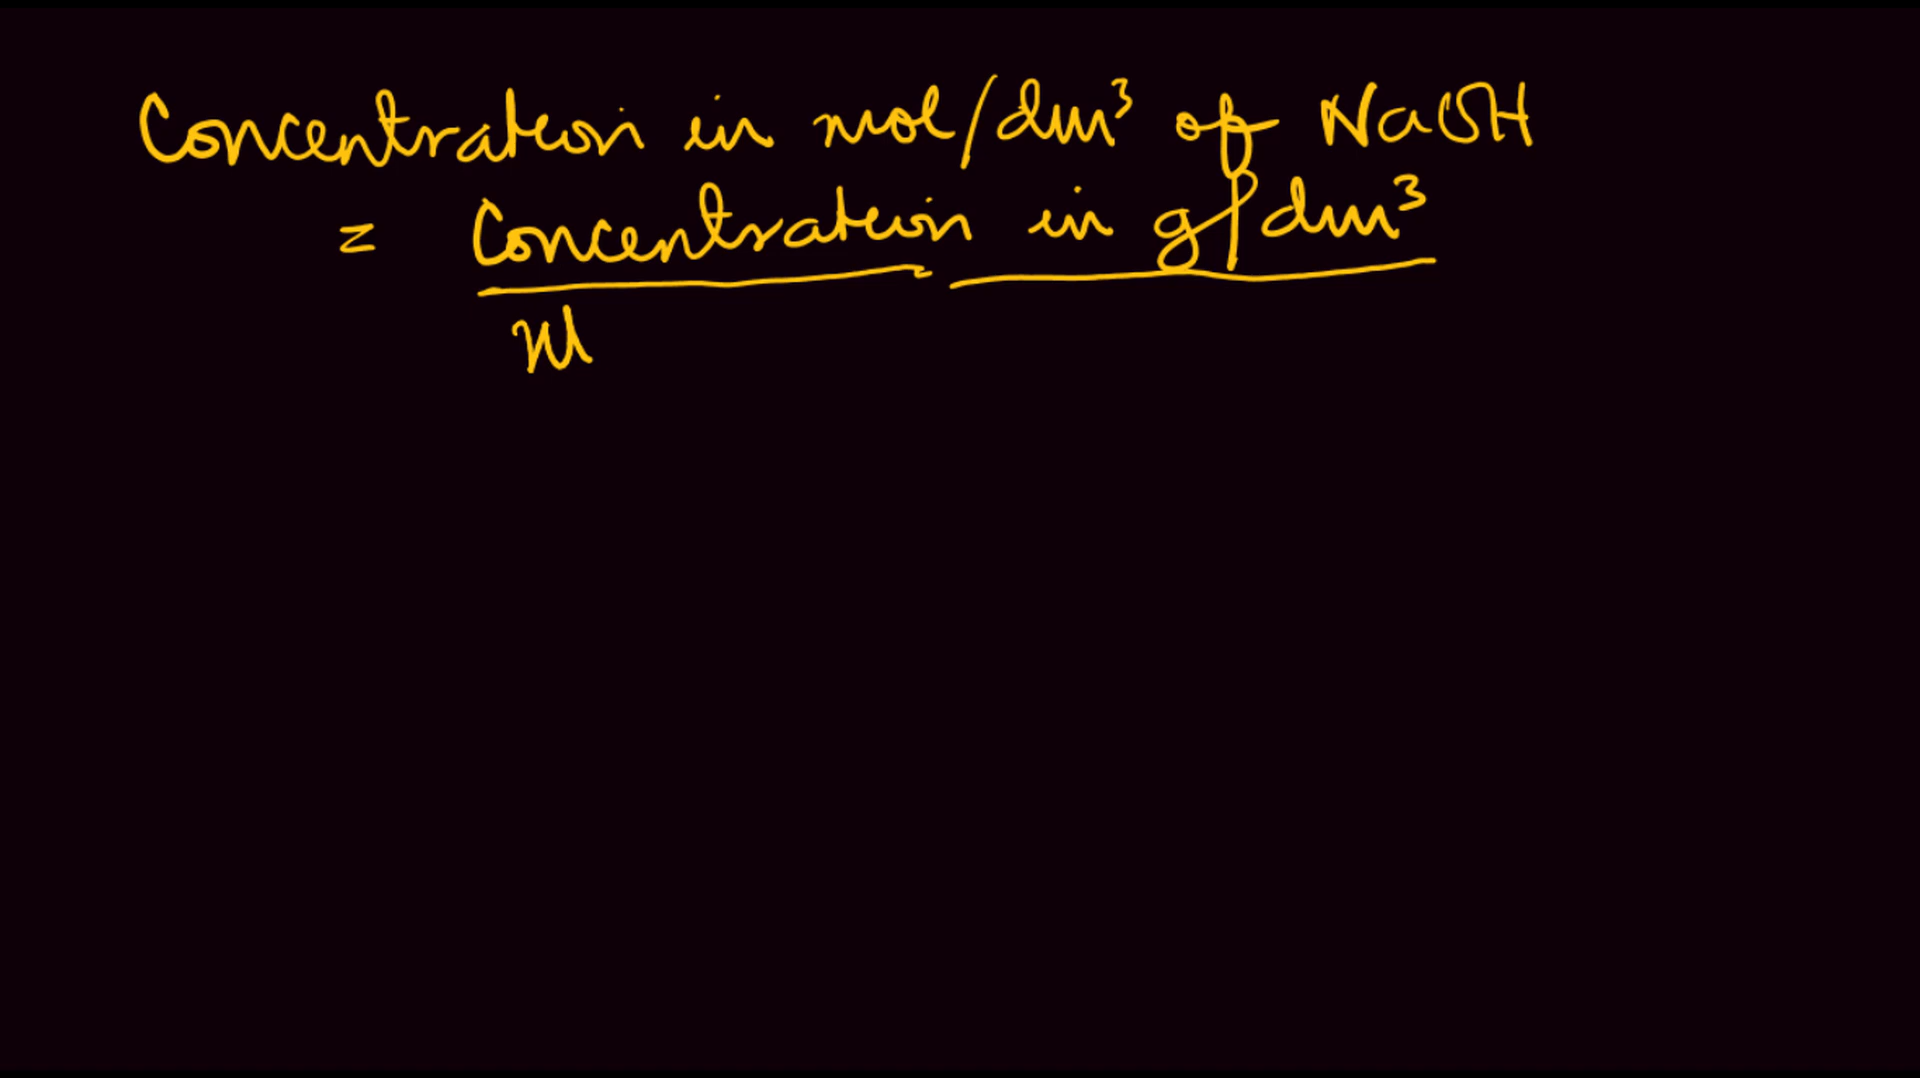 Concentration in mol/dm³ of NaOH
= Concentration in g/dm³
M